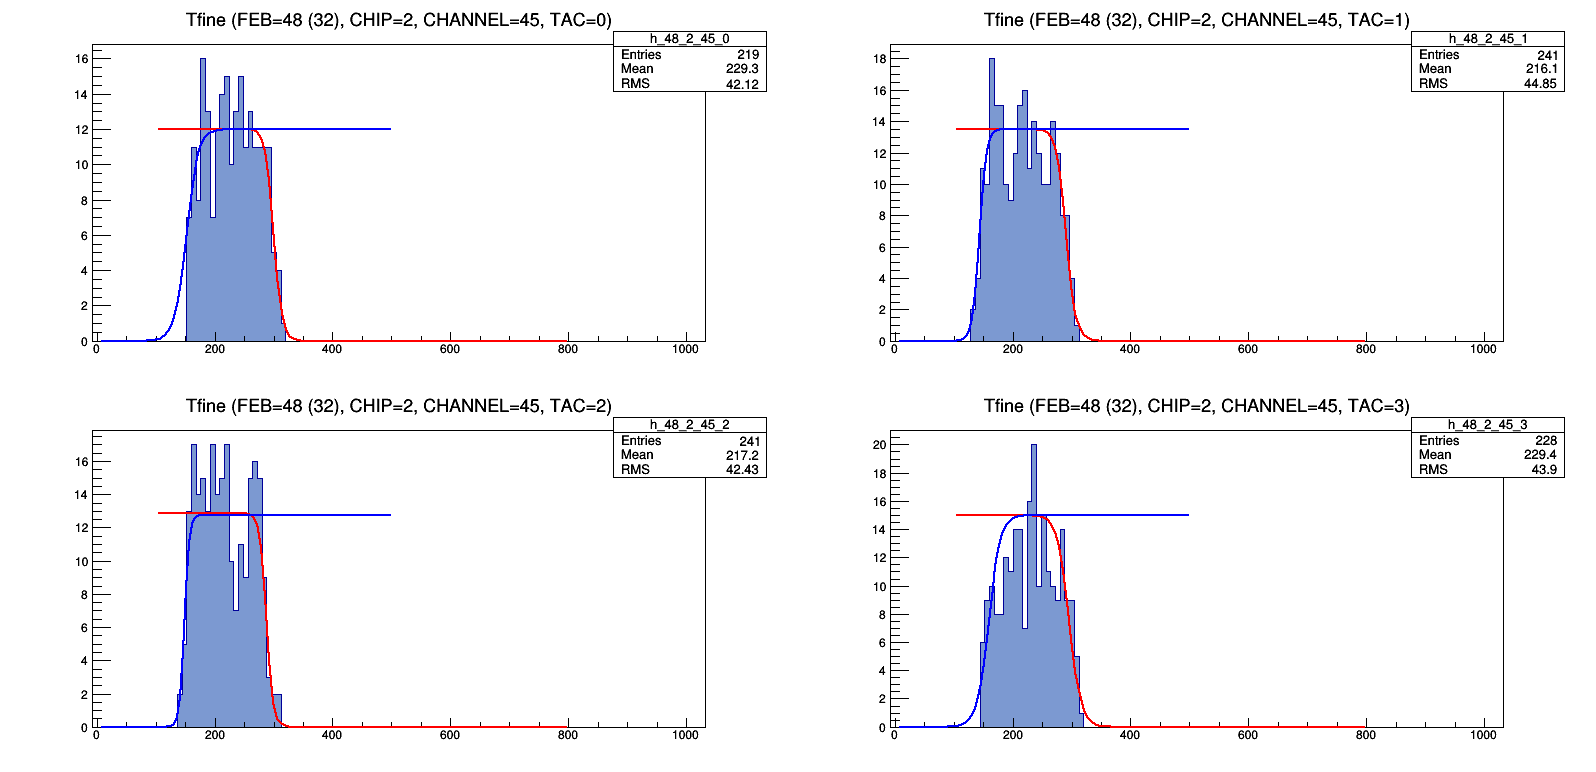 Tfine (FEB=48 (32), CHIP=2, CHANNEL=45, TAC=0)
h_48_2_45_0
Entries 219
Mean 229.3
RMS 42.12
16
14
12
10
8
6
4
2
0
0 200 400 600 800 1000
Tfine (FEB=48 (32), CHIP=2, CHANNEL=45, TAC=1)
h_48_2_45_1
Entries 241
Mean 216.1
RMS 44.85
18
16
14
12
10
8
6
4
2
0
0 200 400 600 800 1000
Tfine (FEB=48 (32), CHIP=2, CHANNEL=45, TAC=2)
h_48_2_45_2
Entries 241
Mean 217.2
RMS 42.43
16
14
12
10
8
6
4
2
0
0 200 400 600 800 1000
Tfine (FEB=48 (32), CHIP=2, CHANNEL=45, TAC=3)
h_48_2_45_3
Entries 228
Mean 229.4
RMS 43.9
20
18
16
14
12
10
8
6
4
2
0
0 200 400 600 800 1000